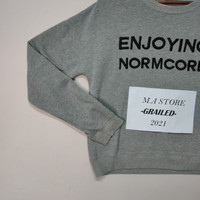 ENJOYING
NORMCORE
M.A STORE
-GRAILED-
2021